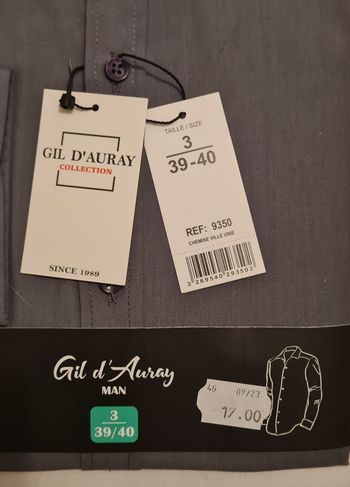 GIL D'AURAY
COLLECTION
SINCE 1989
TAILLE / SIZE
3
39-40
REF: 9350
CHEMISE VILLE UNIE
3 269540 293502
Gil d'Auray
MAN
3
39/40
46 07/23
17.00